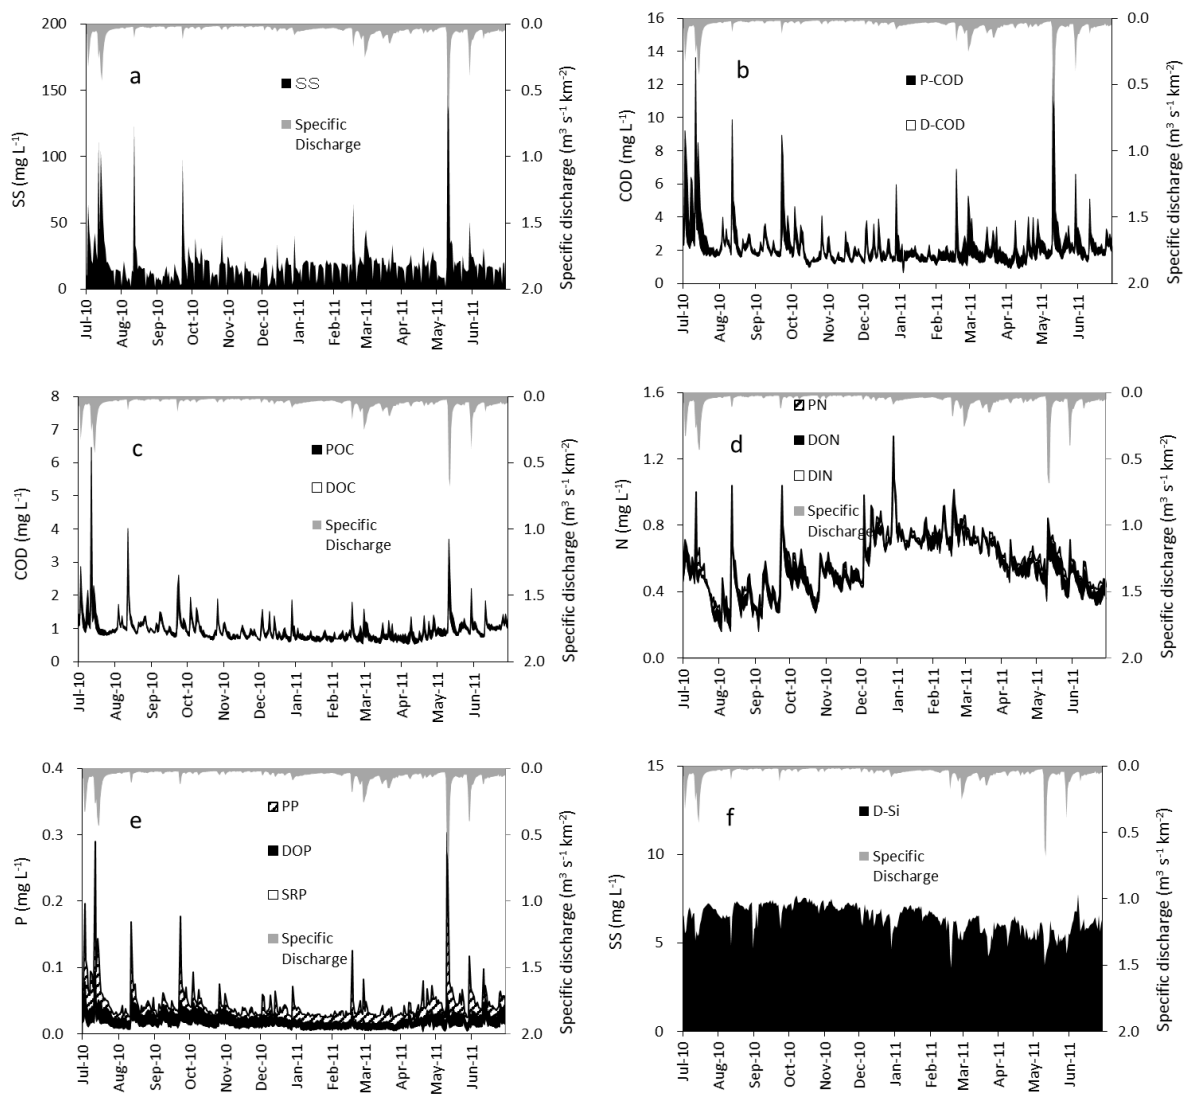 200
150
100
50
0
SS (mg L-1)
a
SS
Specific
Discharge
0.0
0.5
1.0
1.5
2.0
Specific discharge (m3 s-1 km-2)
Jul-10
Aug-10
Sep-10
Oct-10
Nov-10
Dec-10
Jan-11
Feb-11
Mar-11
Apr-11
May-11
Jun-11
16
14
12
10
8
6
4
2
0
COD (mg L-1)
b
P-COD
D-COD
0.0
0.5
1.0
1.5
2.0
Specific discharge (m3 s-1 km-2)
Jul-10
Aug-10
Sep-10
Oct-10
Nov-10
Dec-10
Jan-11
Feb-11
Mar-11
Apr-11
May-11
Jun-11
8
7
6
5
4
3
2
1
0
COD (mg L-1)
c
POC
DOC
Specific
Discharge
0.0
0.5
1.0
1.5
2.0
Specific discharge (m3 s-1 km-2)
Jul-10
Aug-10
Sep-10
Oct-10
Nov-10
Dec-10
Jan-11
Feb-11
Mar-11
Apr-11
May-11
Jun-11
1.6
1.2
0.8
0.4
0.0
N (mg L-1)
d
PN
DON
DIN
Specific
Discharge
0.0
0.5
1.0
1.5
2.0
Specific discharge (m3 s-1 km-2)
Jul-10
Aug-10
Sep-10
Oct-10
Nov-10
Dec-10
Jan-11
Feb-11
Mar-11
Apr-11
May-11
Jun-11
0.4
0.3
0.2
0.1
0.0
P (mg L-1)
e
PP
DOP
SRP
Specific
Discharge
0.0
0.5
1.0
1.5
2.0
Specific discharge (m3 s-1 km-2)
Jul-10
Aug-10
Sep-10
Oct-10
Nov-10
Dec-10
Jan-11
Feb-11
Mar-11
Apr-11
May-11
Jun-11
15
10
5
0
SS (mg L-1)
f
D-Si
Specific
Discharge
0.0
0.5
1.0
1.5
2.0
Specific discharge (m3 s-1 km-2)
Jul-10
Aug-10
Sep-10
Oct-10
Nov-10
Dec-10
Jan-11
Feb-11
Mar-11
Apr-11
May-11
Jun-11